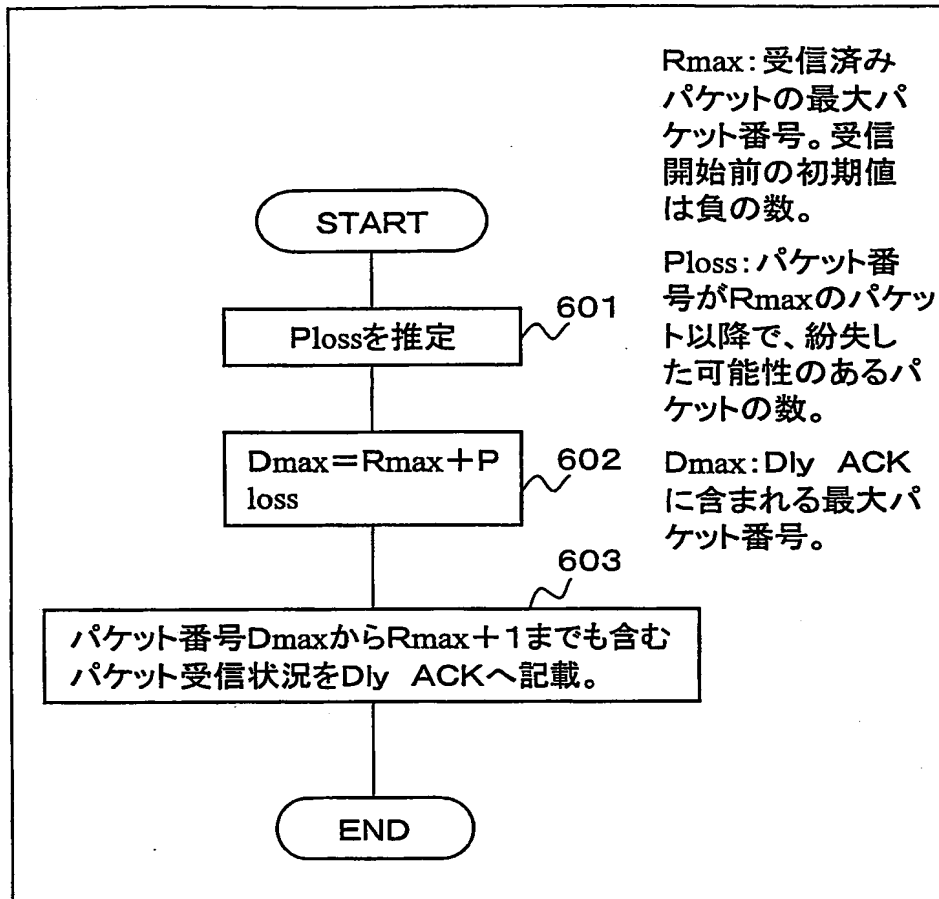 Rmax:受信済み
パケットの最大パ
ケット番号。受信
開始前の初期値
は負の数。
Ploss:パケット番
号がRmaxのパケッ
ト以降で、紛失し
た可能性のあるパ
ケットの数。
Dmax:Dly ACK
に含まれる最大パ
ケット番号。
START
601
Plossを推定
602
Dmax=Rmax+P
loss
603
パケット番号DmaxからRmax+1までも含む
パケット受信状況をDly ACKへ記載。
END